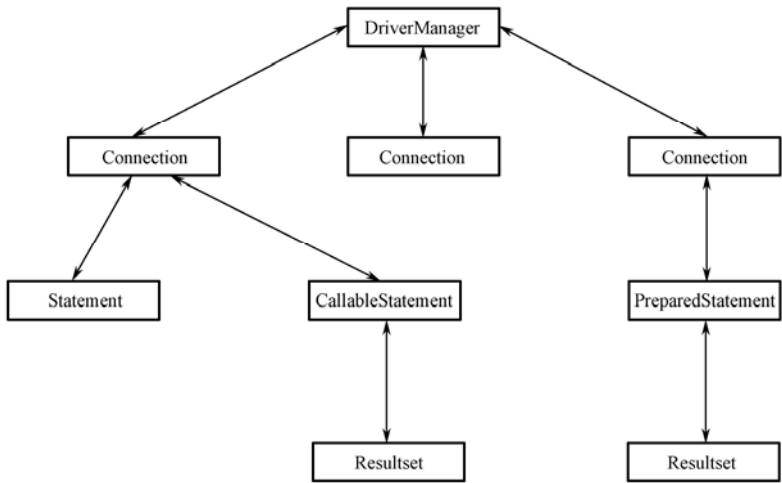 DriverManager
Connection
Connection
Connection
Statement
CallableStatement
PreparedStatement
Resultset
Resultset